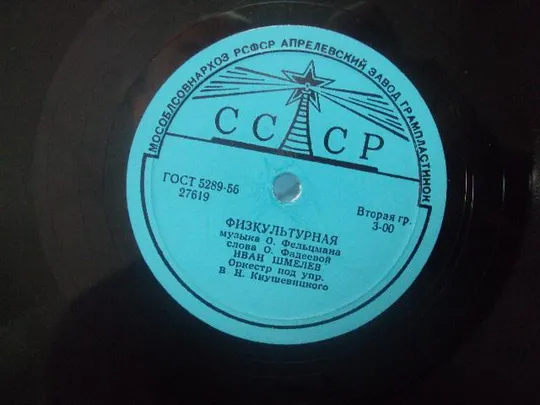 МОСОБЛСОВНАРХОЗ РСФСР АПРЕЛЕВСКИЙ ЗАВОД ГРАМПЛАСТИНОК
СССР
ГОСТ 5289-56
27619
Вторая гр.
3-00
ФИЗКУЛЬТУРНАЯ
музыка О. Фельцмана
слова О. Фадеевой
ИВАН ШМЕЛЕВ
Оркестр под упр.
В. Н. Кнушевицкого